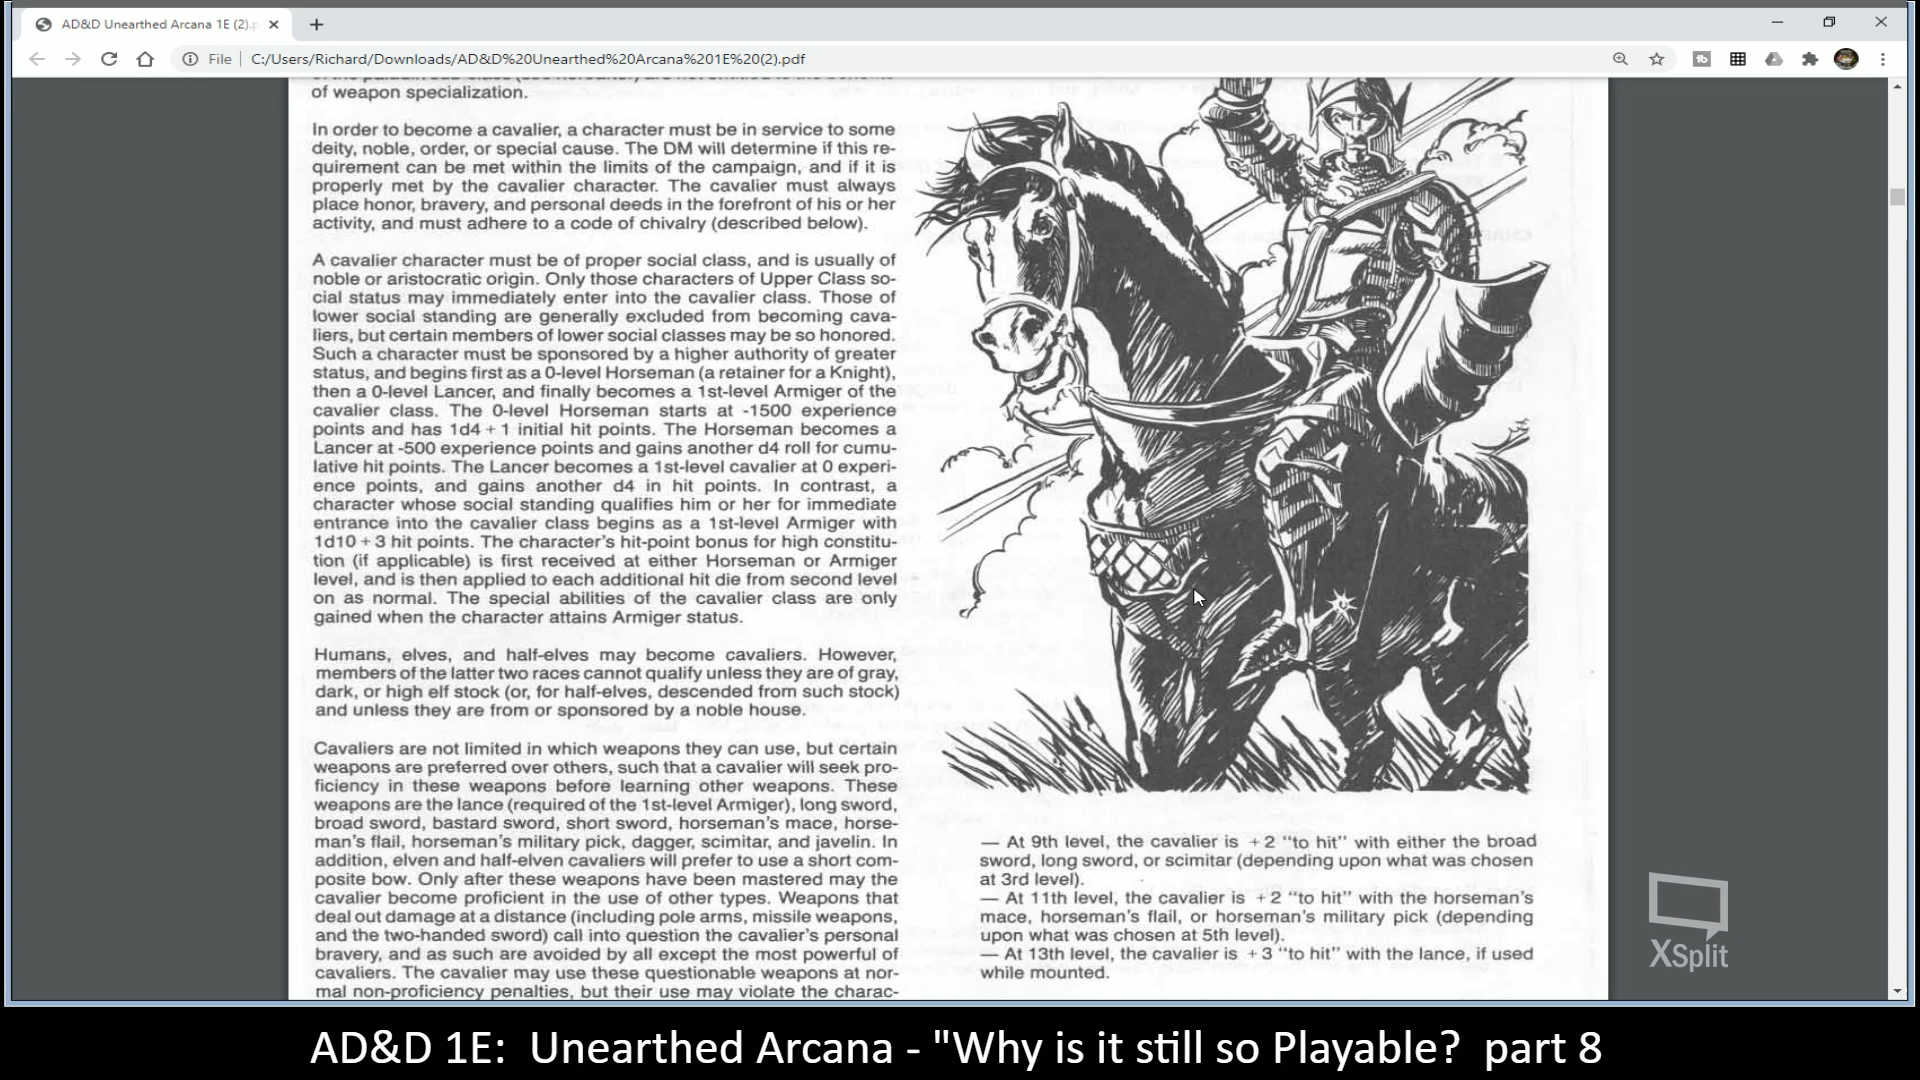 AD&D Unearthed Arcana 1E (2).p
File
C:/Users/Richard/Downloads/AD&D%20Unearthed%20Arcana%201E%20(2).pdf
of weapon specialization.
In order to become a cavalier, a character must be in service to some
deity, noble, order, or special cause. The DM will determine if this re-
quirement can be met within the limits of the campaign, and if it is
properly met by the cavalier character. The cavalier must always
place honor, bravery, and personal deeds in the forefront of his or her
activity, and must adhere to a code of chivalry (described below).
A cavalier character must be of proper social class, and is usually of
noble or aristocratic origin. Only those characters of Upper Class so-
cial status may immediately enter into the cavalier class. Those of
lower social standing are generally excluded from becoming cava-
liers, but certain members of lower social classes may be so honored.
Such a character must be sponsored by a higher authority of greater
status, and begins first as a 0-level Horseman (a retainer for a Knight),
then a 0-level Lancer, and finally becomes a 1st-level Armiger of the
cavalier class. The 0-level Horseman starts at -1500 experience
points and has 1d4 + 1 initial hit points. The Horseman becomes a
Lancer at -500 experience points and gains another d4 roll for cumu-
lative hit points. The Lancer becomes a 1st-level cavalier at 0 experi-
ence points, and gains another d4 in hit points. In contrast, a
character whose social standing qualifies him or her for immediate
entrance into the cavalier class begins as a 1st-level Armiger with
1d10 + 3 hit points. The character's hit-point bonus for high constitu-
tion (if applicable) is first received at either Horseman or Armiger
level, and is then applied to each additional hit die from second level
on as normal. The special abilities of the cavalier class are only
gained when the character attains Armiger status.
Humans, elves, and half-elves may become cavaliers. However,
members of the latter two races cannot qualify unless they are of gray,
dark, or high elf stock (or, for half-elves, descended from such stock)
and unless they are from or sponsored by a noble house.
Cavaliers are not limited in which weapons they can use, but certain
weapons are preferred over others, such that a cavalier will seek pro-
ficiency in these weapons before learning other weapons. These
weapons are the lance (required of the 1st-level Armiger), long sword,
broad sword, bastard sword, short sword, horseman's mace, horse-
man's flail, horseman's military pick, dagger, scimitar, and javelin. In
addition, elven and half-elven cavaliers will prefer to use a short com-
posite bow. Only after these weapons have been mastered may the
cavalier become proficient in the use of other types. Weapons that
deal out damage at a distance (including pole arms, missile weapons,
and the two-handed sword) call into question the cavalier's personal
bravery, and as such are avoided by all except the most powerful of
cavaliers. The cavalier may use these questionable weapons at nor-
mal non-proficiency penalties, but their use may violate the charac-
— At 9th level, the cavalier is +2 "to hit" with either the broad
sword, long sword, or scimitar (depending upon what was chosen
at 3rd level).
— At 11th level, the cavalier is +2 "to hit" with the horseman's
mace, horseman's flail, or horseman's military pick (depending
upon what was chosen at 5th level).
— At 13th level, the cavalier is +3 "to hit" with the lance, if used
while mounted.
XSplit
AD&D 1E: Unearthed Arcana - "Why is it still so Playable? part 8